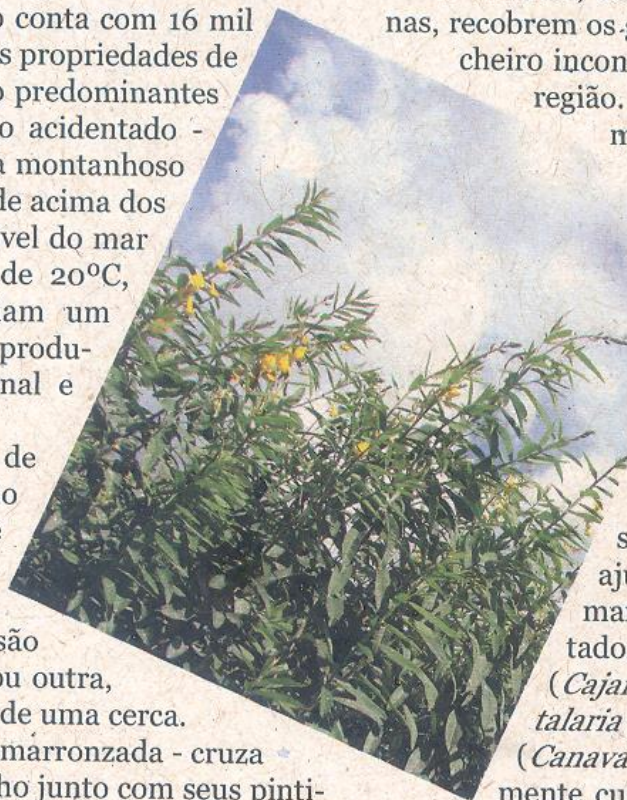 conta com 16 mil
s propriedades de
predominantes
o acidentado -
a montanhoso
de acima dos
vel do mar
de 20ºC,
am um
produ-
nal e
de
o
são
ou outra,
de uma cerca.
marronzada - cruza
ho junto com seus pinti-
nas, recobrem os
cheiro incon
região.
m
s
aju
mar
tado
(Cajan
talaria
(Canava
mente cu